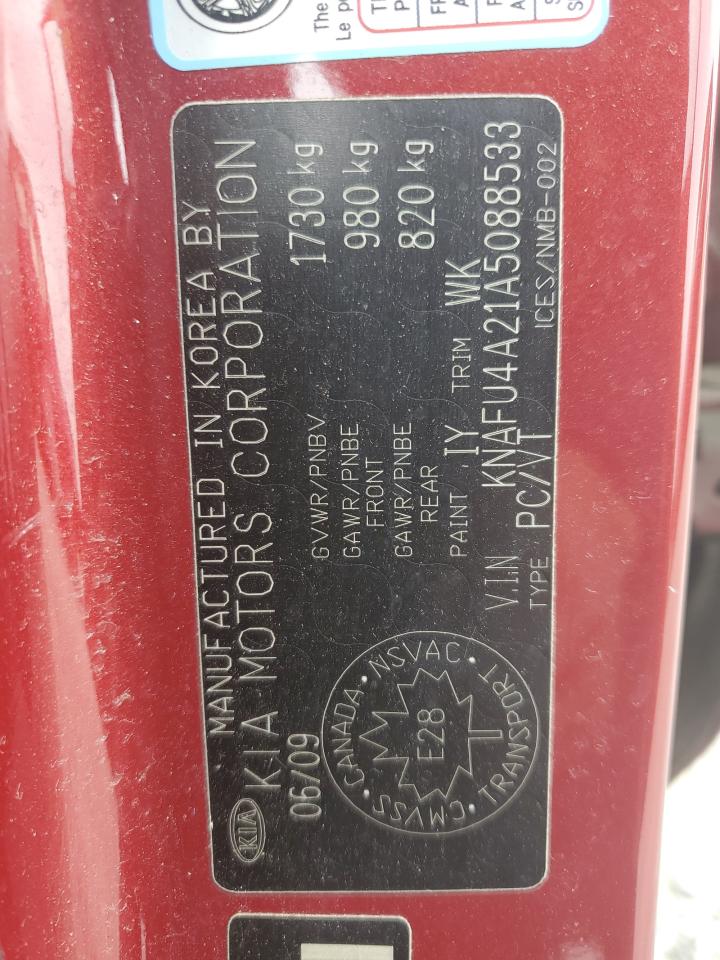 The
Le p
MANUFACTURED IN KOREA BY
KIA KIA MOTORS CORPORATION
06/09
GVWR/PNBV 1730 kg
GAWR/PNBE 980 kg
FRONT
GAWR/PNBE 820 kg
REAR
PAINT IY TRIM WK
V.I.N KNAFU4A21A5088533
TYPE PC/VT ICES/NMB-002
CANADA · NSVAC · TRANSPORT · CMVSS
E28